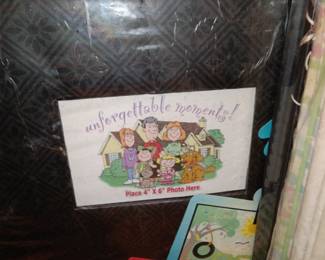 unforgettable moments!
Place 4" X 6" Photo Here